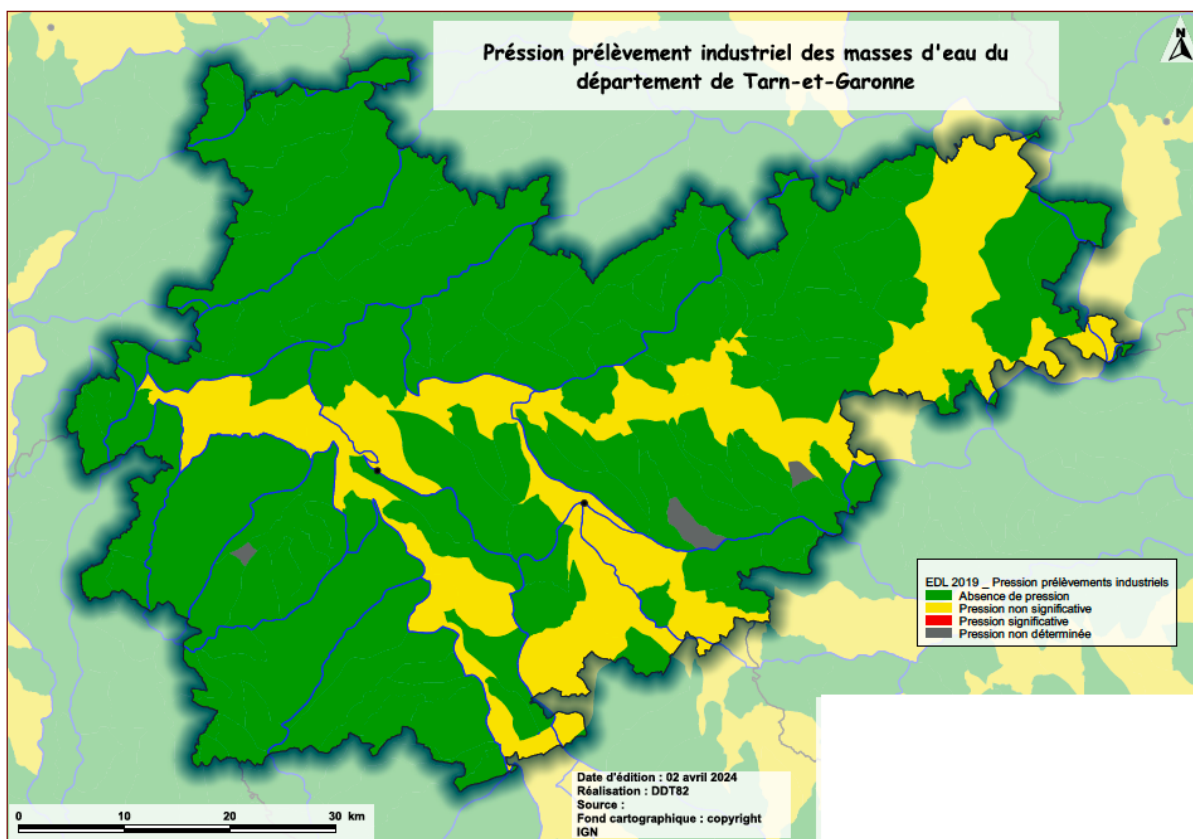 Préssion prélèvement industriel des masses d'eau du
département de Tarn-et-Garonne
N
EDL 2019 _ Pression prélèvements industriels
Absence de pression
Pression non significative
Pression significative
Pression non déterminée
Date d'édition : 02 avril 2024
Réalisation : DDT82
Source :
Fond cartographique : copyright
IGN
0 10 20 30 km